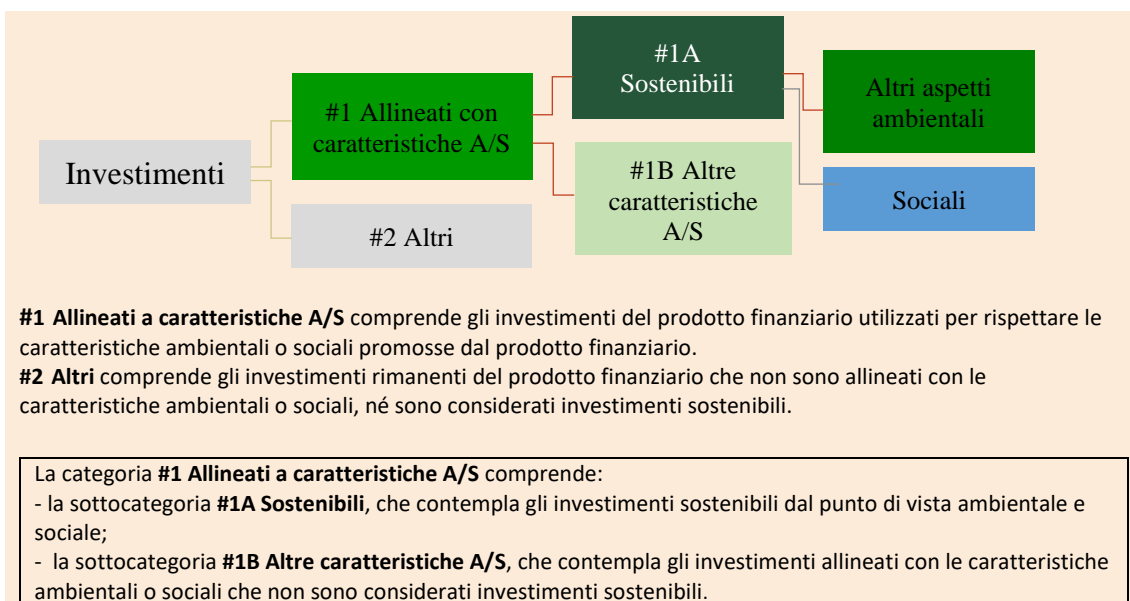 #1A
Sostenibili
Altri aspetti
ambientali
#1 Allineati con
caratteristiche A/S
Investimenti
#1B Altre
caratteristiche
A/S
Sociali
#2 Altri
#1 Allineati a caratteristiche A/S comprende gli investimenti del prodotto finanziario utilizzati per rispettare le
caratteristiche ambientali o sociali promosse dal prodotto finanziario.
#2 Altri comprende gli investimenti rimanenti del prodotto finanziario che non sono allineati con le
caratteristiche ambientali o sociali, né sono considerati investimenti sostenibili.
La categoria #1 Allineati a caratteristiche A/S comprende:
- la sottocategoria #1A Sostenibili, che contempla gli investimenti sostenibili dal punto di vista ambientale e
sociale;
- la sottocategoria #1B Altre caratteristiche A/S, che contempla gli investimenti allineati con le caratteristiche
ambientali o sociali che non sono considerati investimenti sostenibili.